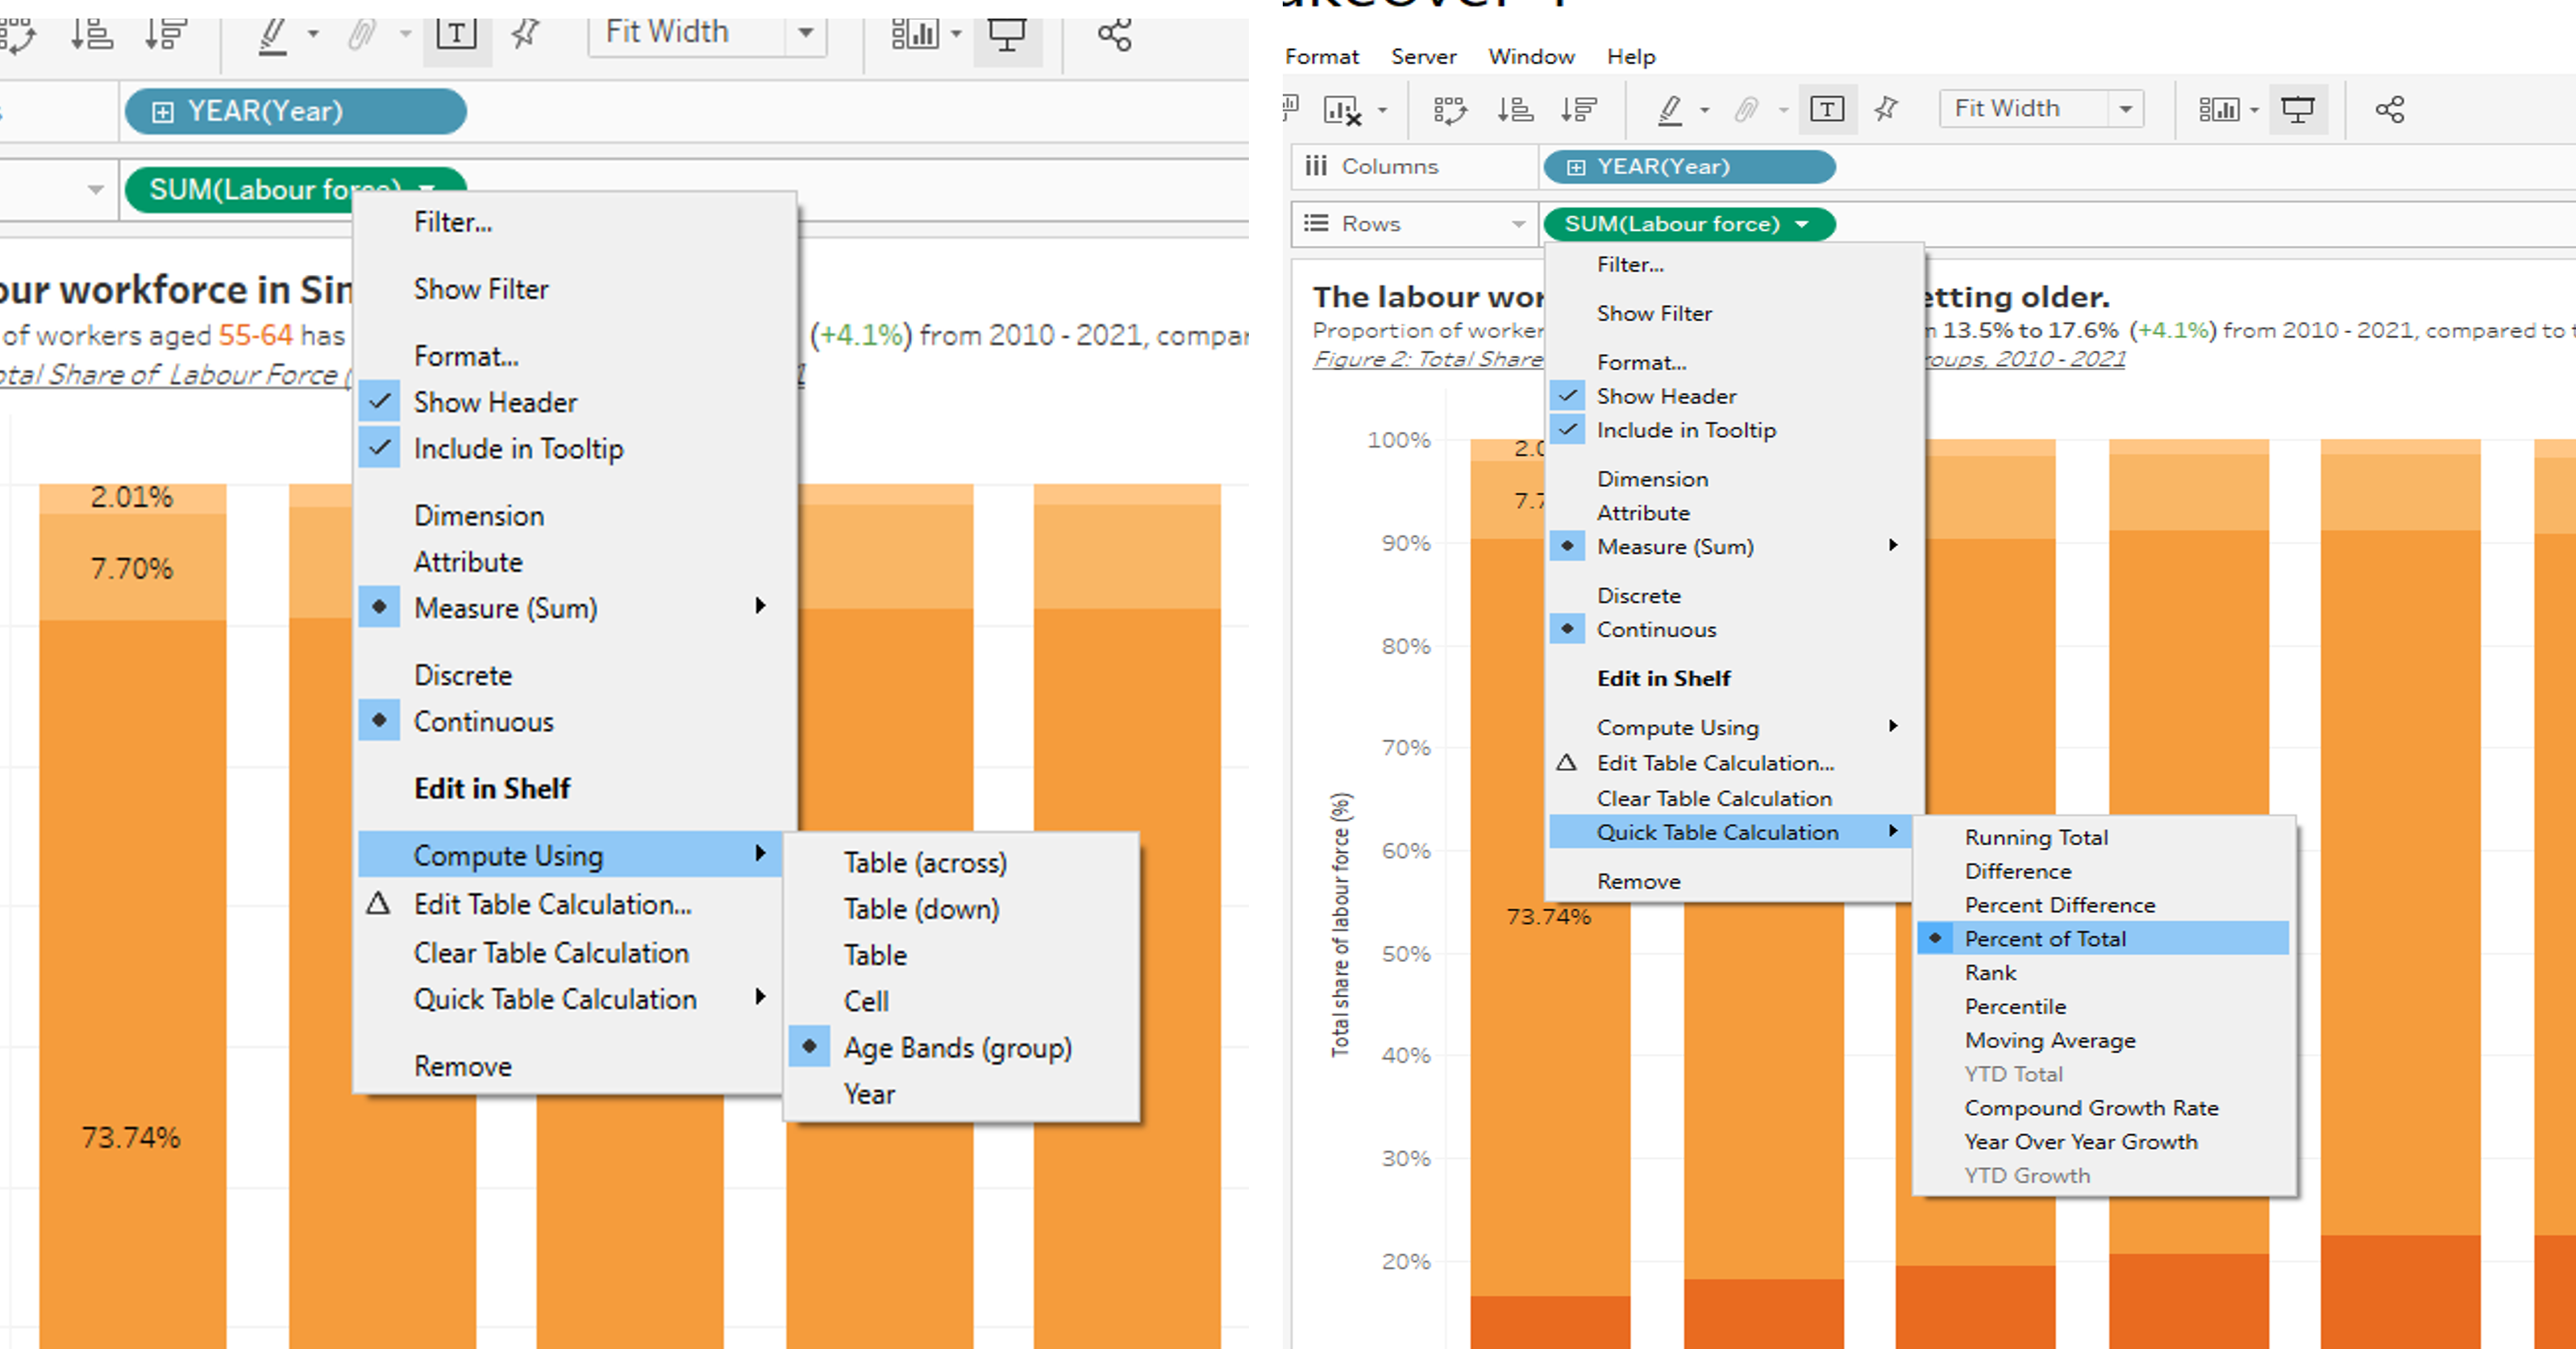 Fit Width
YEAR(Year)
SUM(Labour force)
our workforce in Sin
of workers aged 55-64 has
(+4.1%) from 2010 - 2021, compar
otal Share of Labour Force (
2.01%
7.70%
73.74%
Filter...
Show Filter
Format...
Show Header
Include in Tooltip
Dimension
Attribute
Measure (Sum)
Discrete
Continuous
Edit in Shelf
Compute Using
Edit Table Calculation...
Clear Table Calculation
Quick Table Calculation
Remove
Table (across)
Table (down)
Table
Cell
Age Bands (group)
Year
Format Server Window Help
Fit Width
Columns
YEAR(Year)
Rows
SUM(Labour force)
The labour wor etting older.
Proportion of worker n 13.5% to 17.6% (+4.1%) from 2010 - 2021, compared to t
Figure 2: Total Share roups, 2010 - 2021
Total share of labour force (%)
100%
90%
80%
70%
60%
50%
40%
30%
20%
2.0
7.7
73.74%
Filter...
Show Filter
Format...
Show Header
Include in Tooltip
Dimension
Attribute
Measure (Sum)
Discrete
Continuous
Edit in Shelf
Compute Using
Edit Table Calculation...
Clear Table Calculation
Quick Table Calculation
Remove
Running Total
Difference
Percent Difference
Percent of Total
Rank
Percentile
Moving Average
YTD Total
Compound Growth Rate
Year Over Year Growth
YTD Growth